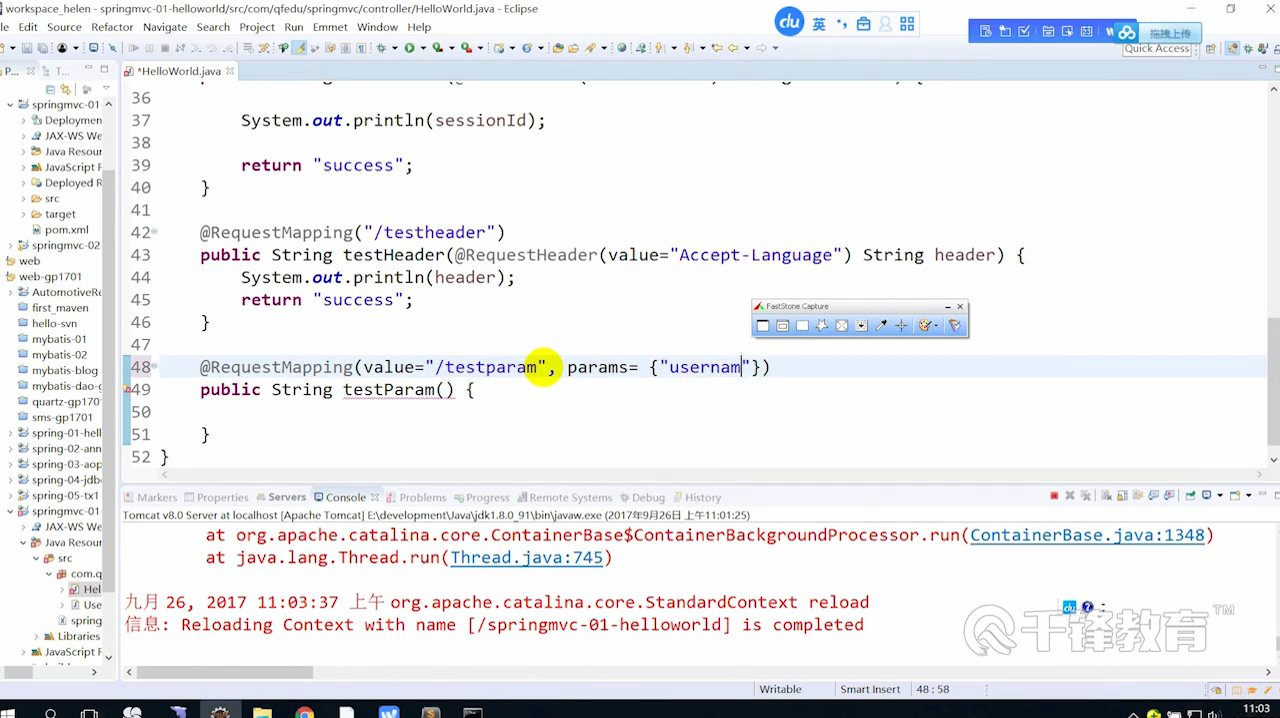 workspace_helen - springmvc-01-helloworld/src/com/qfedu/springmvc/controller/HelloWorld.java - Eclipse
Edit Source Refactor Navigate Search Project Run Emmet Window Help
du 英
拖拽上传
Quick Access
P... T...
*HelloWorld.java
springmvc-01
Deploymen
JAX-WS We
Java Resour
JavaScript F
Deployed R
src
target
pom.xml
springmvc-02
web
web-gp1701
AutomotiveRe
first_maven
hello-svn
mybatis-01
mybatis-02
mybatis-blog
mybatis-dao-
quartz-gp1701
sms-gp1701
spring-01-hell
spring-02-ann
spring-03-aop
spring-04-jdb
spring-05-tx1
springmvc-01
JAX-WS We
Java Resour
src
com.q
Hel
Use
spring
Libraries
JavaScript F
36
37 System.out.println(sessionId);
38
39 return "success";
40 }
41
42 @RequestMapping("/testheader")
43 public String testHeader(@RequestHeader(value="Accept-Language") String header) {
44 System.out.println(header);
45 return "success";
46 }
47
48 @RequestMapping(value="/testparam", params= {"usernam"})
49 public String testParam() {
50
51 }
52 }
FastStone Capture
Markers Properties Servers Console Problems Progress Remote Systems Debug History
Tomcat v8.0 Server at localhost [Apache Tomcat] E:\development\Java\jdk1.8.0_91\bin\javaw.exe (2017年9月26日 上午11:01:25)
at org.apache.catalina.core.ContainerBase$ContainerBackgroundProcessor.run(ContainerBase.java:1348)
at java.lang.Thread.run(Thread.java:745)
九月 26, 2017 11:03:37 上午 org.apache.catalina.core.StandardContext reload
信息: Reloading Context with name [/springmvc-01-helloworld] is completed
du
千锋教育™
Writable Smart Insert 48 : 58
11:03